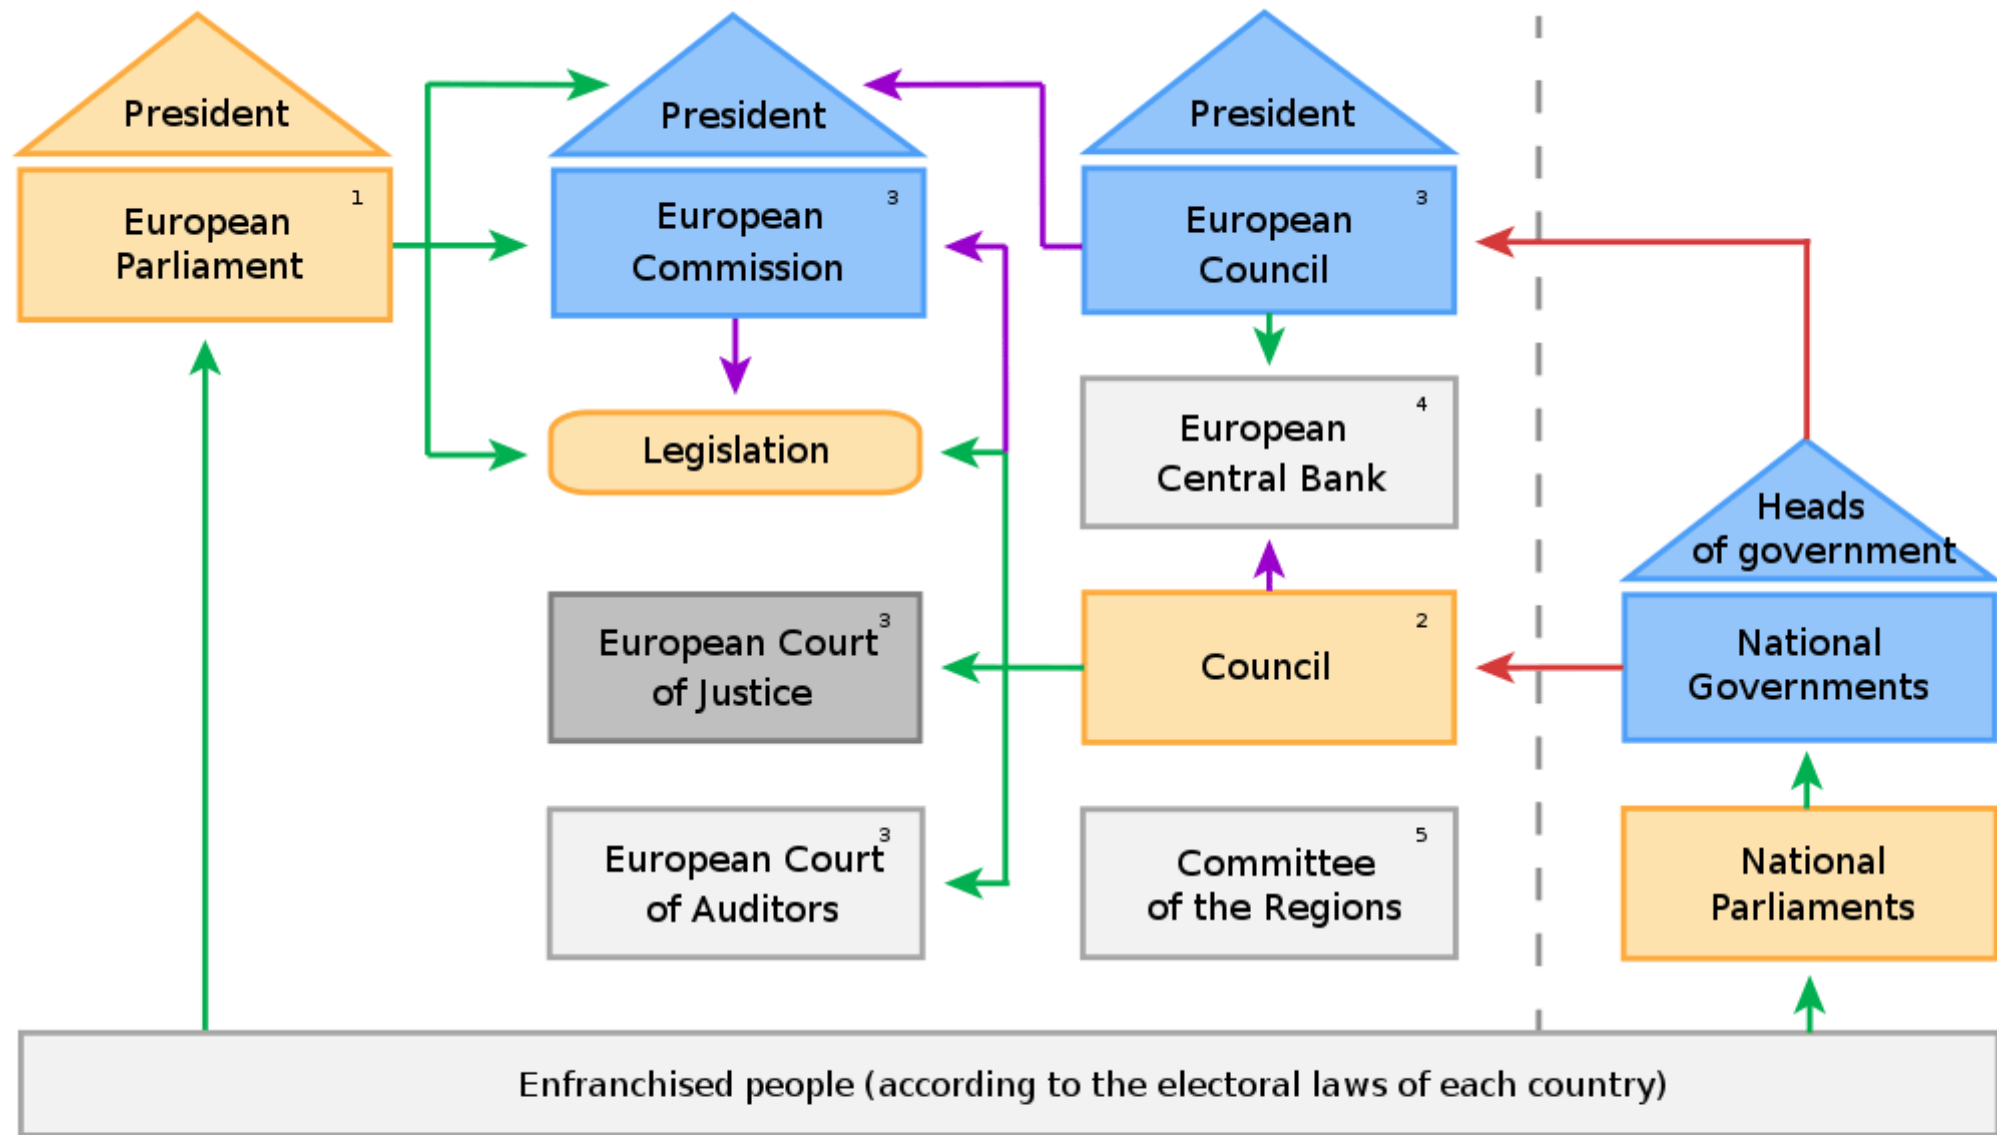 President
President
President
1
European
Parliament
3
European
Commission
3
European
Council
Legislation
4
European
Central Bank
Heads
of government
3
European Court
of Justice
2
Council
National
Governments
3
European Court
of Auditors
5
Committee
of the Regions
National
Parliaments
Enfranchised people (according to the electoral laws of each country)